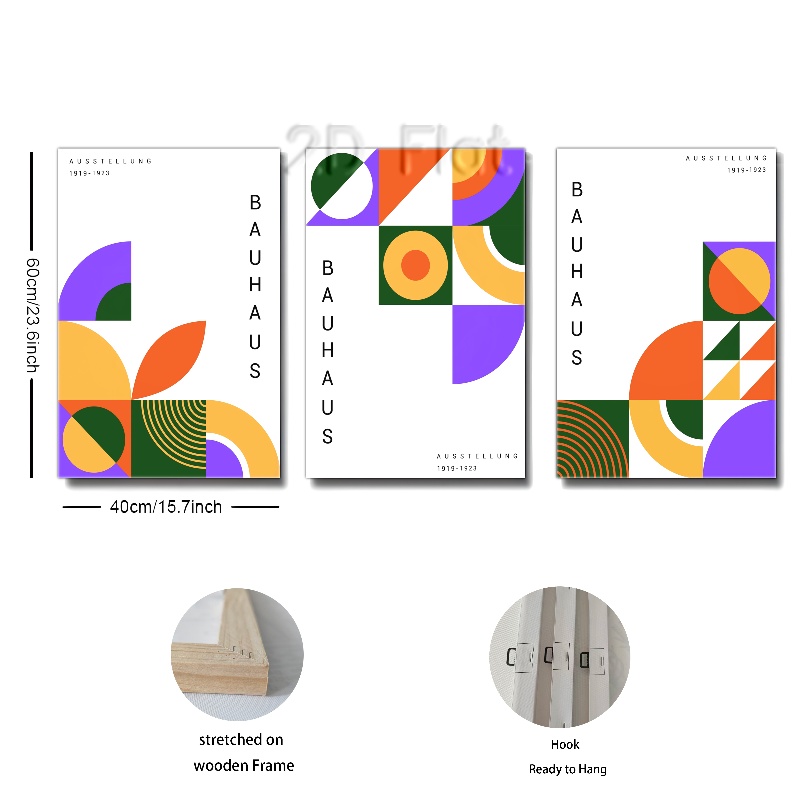 2D Flat
AUSSTELLUNG
1919-1923
BAUHAUS
BAUHAUS
AUSSTELLUNG
1919-1923
AUSSTELLUNG
1919-1923
BAUHAUS
60cm/23.6inch
40cm/15.7inch
stretched on
wooden Frame
Hook
Ready to Hang